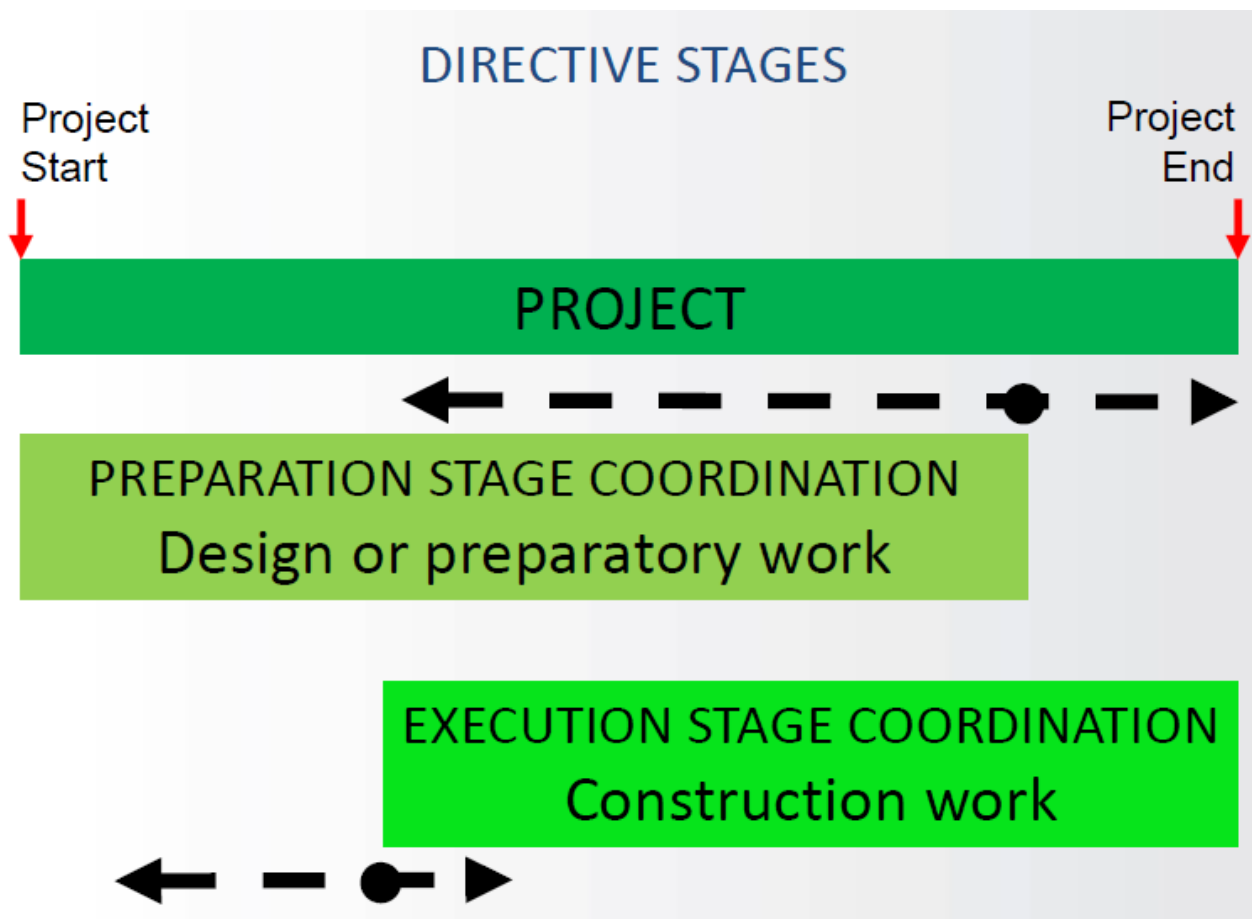 DIRECTIVE STAGES
Project
Start
Project
End
PROJECT
PREPARATION STAGE COORDINATION
Design or preparatory work
EXECUTION STAGE COORDINATION
Construction work